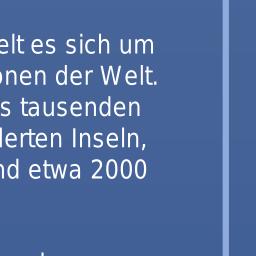 elt es sich um
onen der Welt.
s tausenden
derten Inseln,
nd etwa 2000